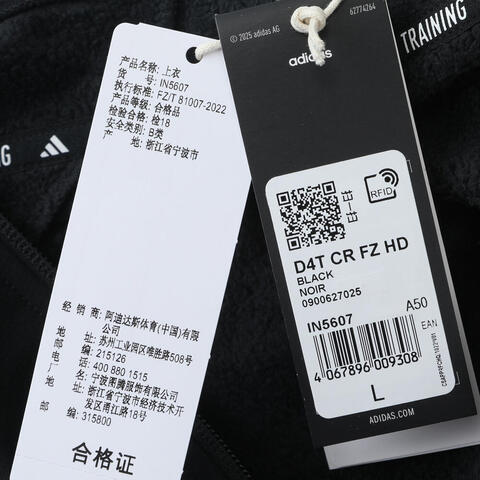 产品名称: 上衣
货 号: IN5607
执行标准: FZ/T 81007-2022
产品等级: 合格品
检验合格: 检18
安全类别: B类
产 地: 浙江省宁波市
经 销 商: 阿迪达斯体育(中国)有限
公司
地 址: 苏州工业园区唯胜路508号
邮 编: 215126
电 话: 400 880 1515
生 产 商: 宁波图腾服饰有限公司
地 址: 浙江省宁波市经济技术开
发区甬江路18号
邮 编: 315800
合格证
© 2025 adidas AG
62774264
adidas
TRAINING
NG
RFID
D4T CR FZ HD
BLACK
NOIR
0900627025
IN5607
A50
EAN
4 067896 009308
L
ADIDAS.COM